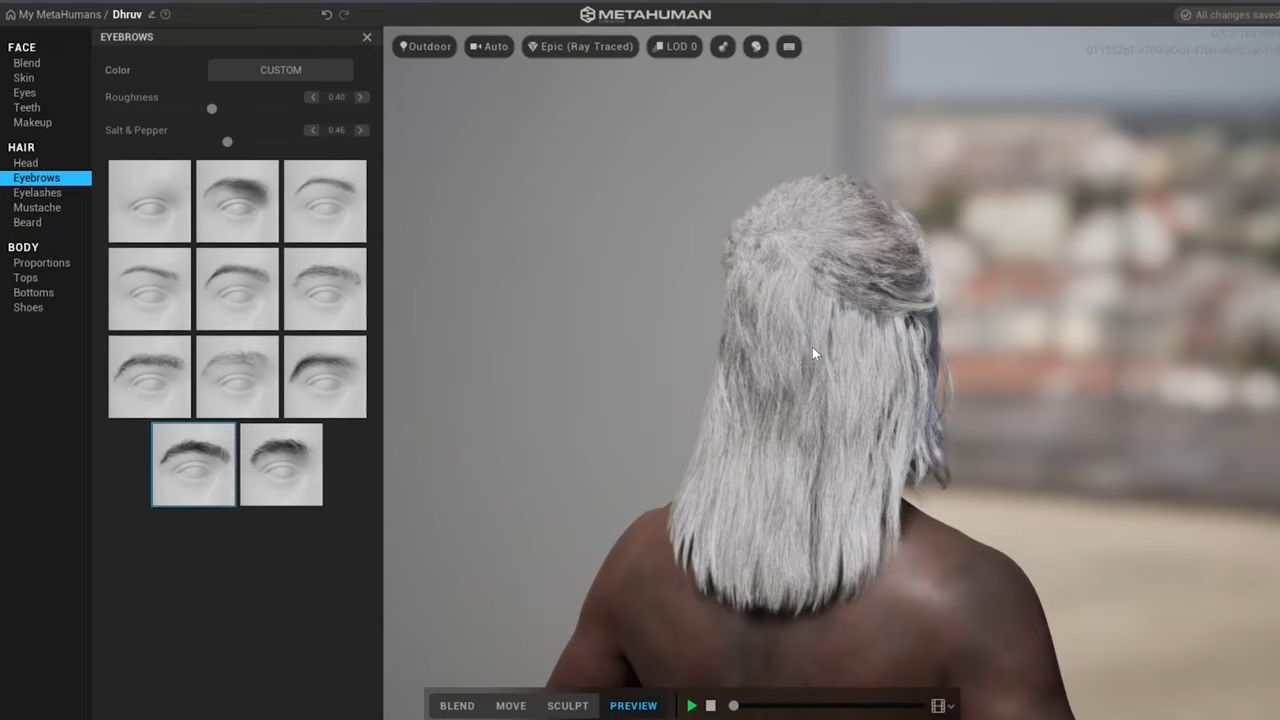 My MetaHumans / Dhruv
METAHUMAN
CREATOR
All changes saved
FACE
Blend
Skin
Eyes
Teeth
Makeup
HAIR
Head
Eyebrows
Eyelashes
Mustache
Beard
BODY
Proportions
Tops
Bottoms
Shoes
EYEBROWS
Color
CUSTOM
Roughness
0.40
Salt & Pepper
0.46
Outdoor
Auto
Epic (Ray Traced)
LOD 0
BLEND
MOVE
SCULPT
PREVIEW